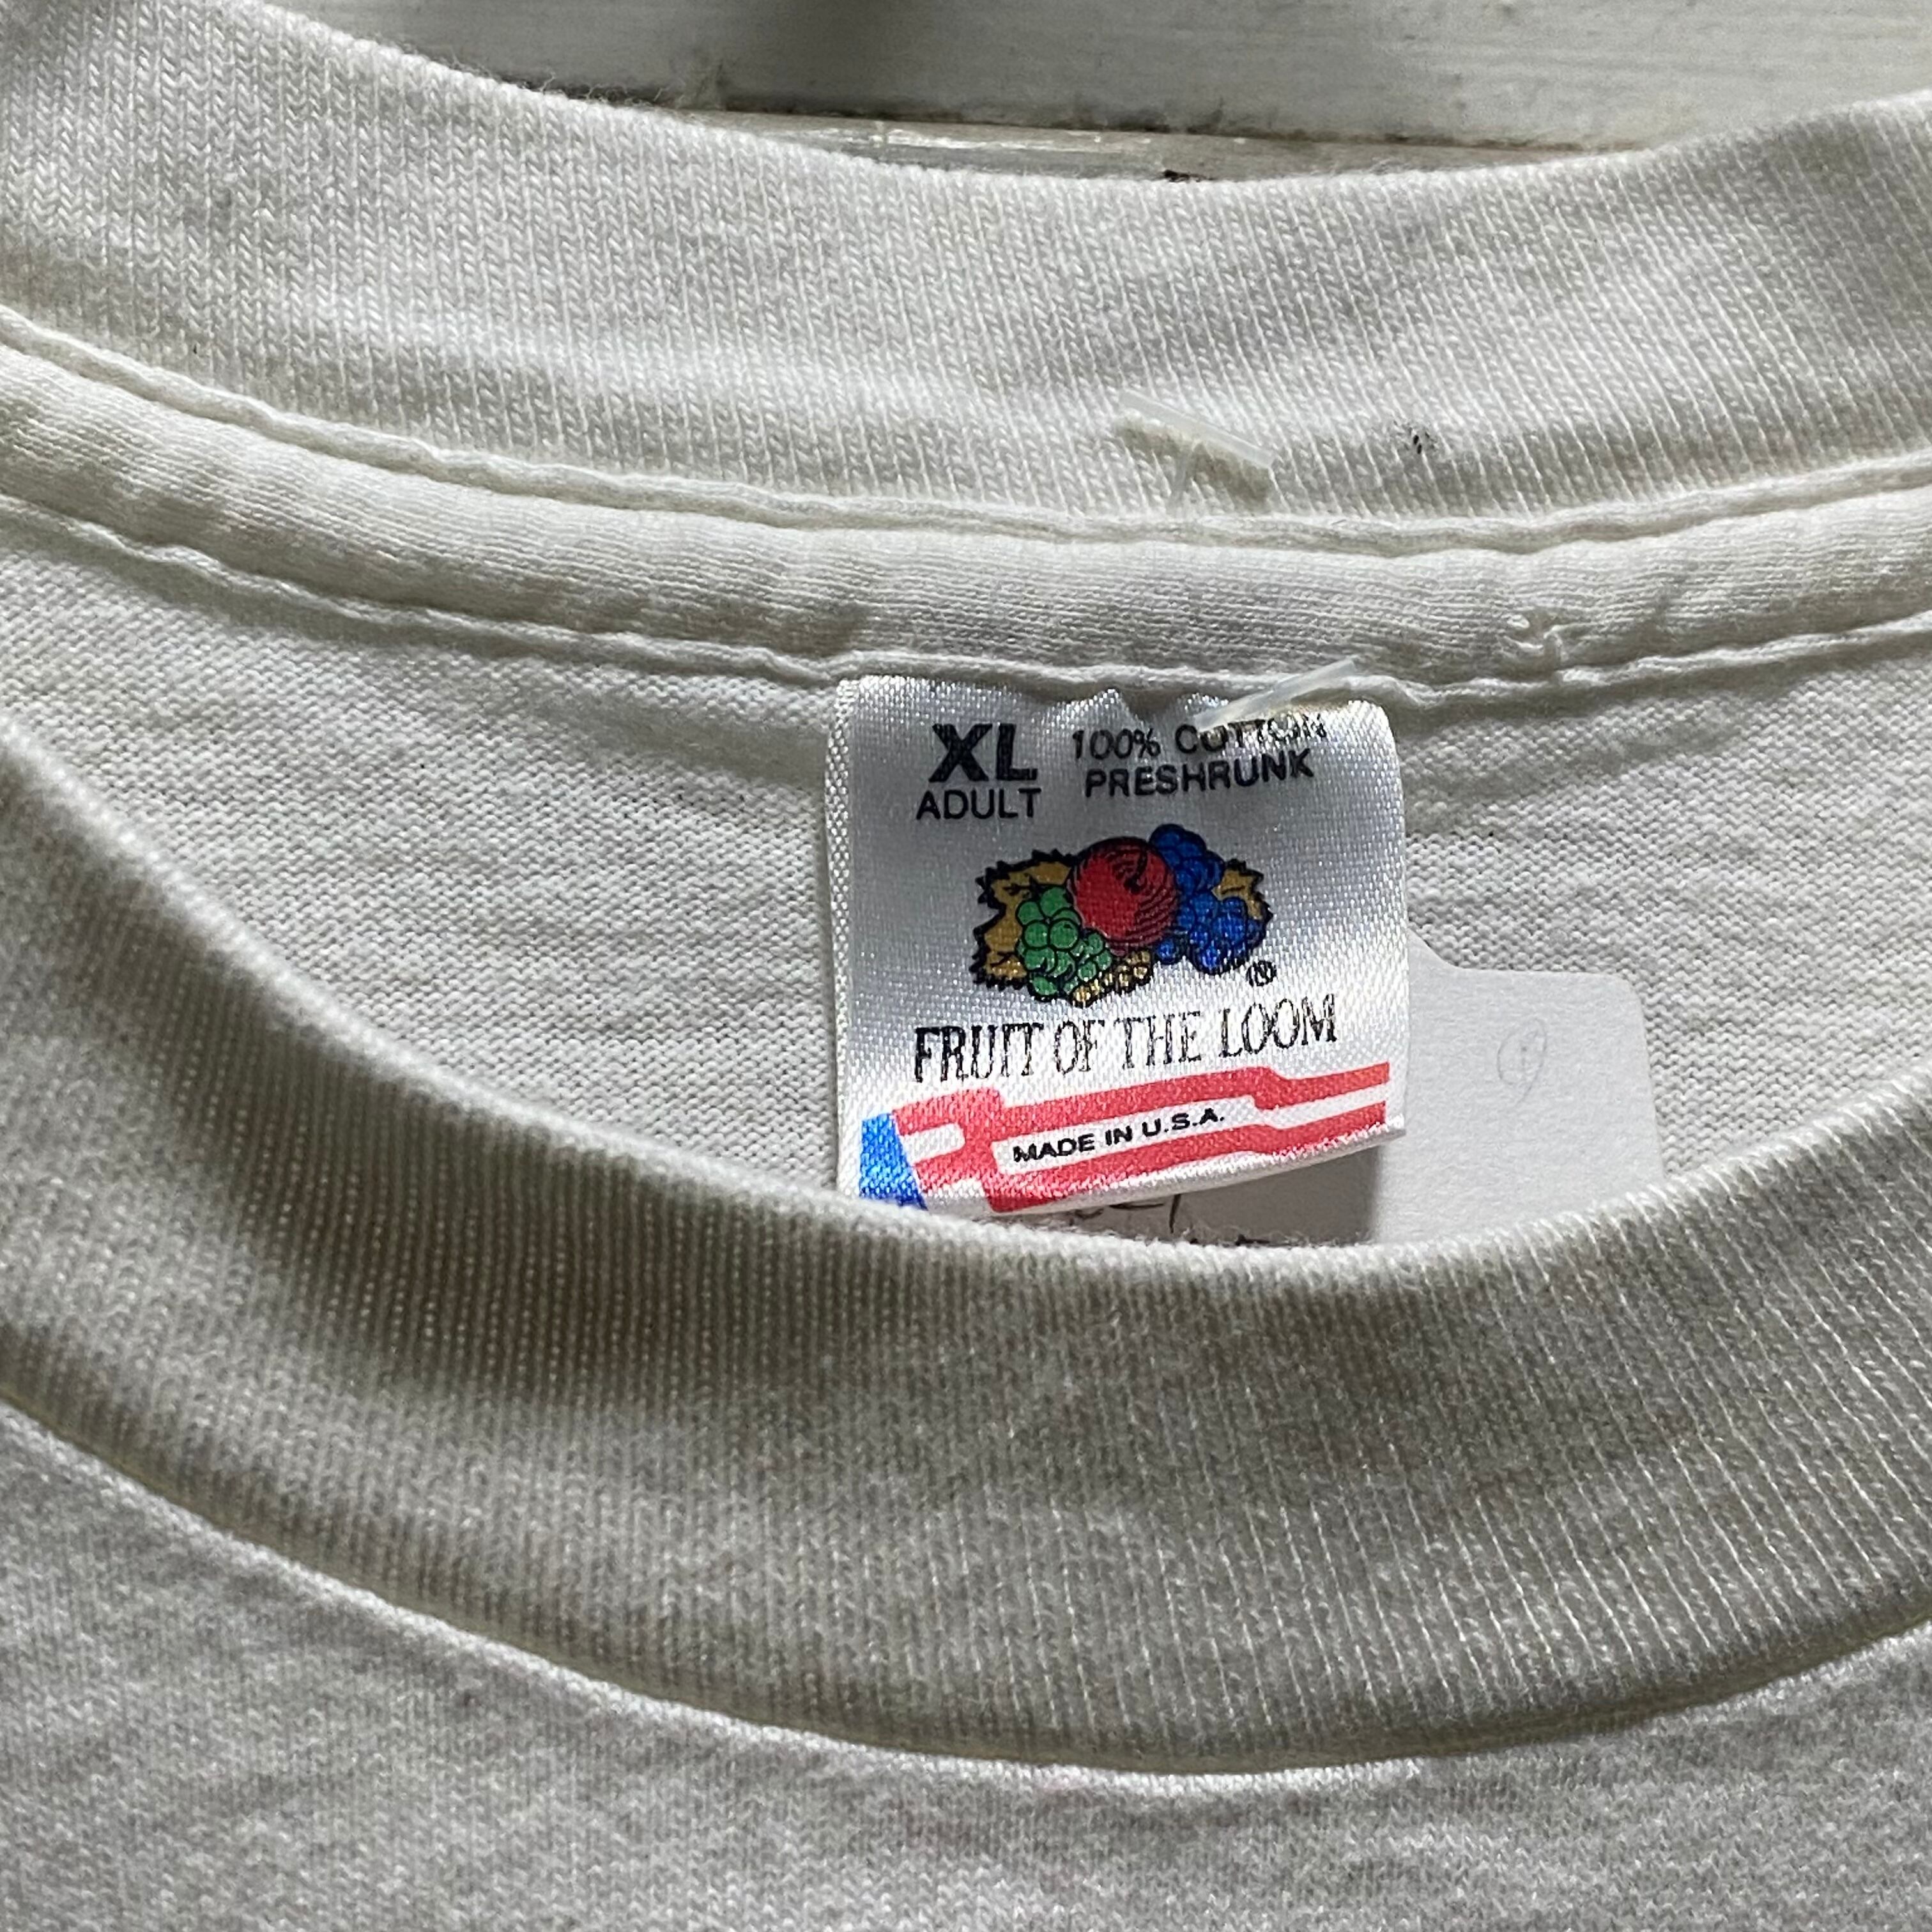 XL 100% COTTON
ADULT PRESHRUNK
®
FRUIT OF THE LOOM
MADE IN U.S.A.